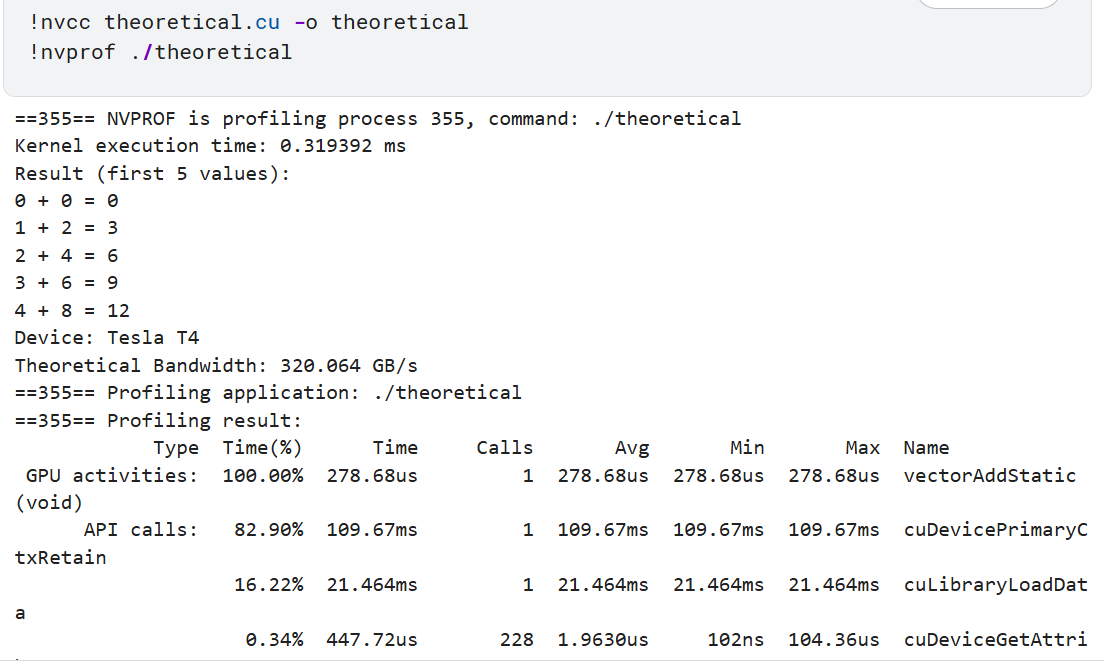 !nvcc theoretical.cu -o theoretical
!nvprof ./theoretical
==355== NVPROF is profiling process 355, command: ./theoretical
Kernel execution time: 0.319392 ms
Result (first 5 values):
0 + 0 = 0
1 + 2 = 3
2 + 4 = 6
3 + 6 = 9
4 + 8 = 12
Device: Tesla T4
Theoretical Bandwidth: 320.064 GB/s
==355== Profiling application: ./theoretical
==355== Profiling result:
            Type  Time(%)      Time     Calls       Avg       Min       Max  Name
 GPU activities:  100.00%  278.68us         1  278.68us  278.68us  278.68us  vectorAddStatic
(void)
      API calls:   82.90%  109.67ms         1  109.67ms  109.67ms  109.67ms  cuDevicePrimaryC
txRetain
                   16.22%  21.464ms         1  21.464ms  21.464ms  21.464ms  cuLibraryLoadDat
a
                    0.34%  447.72us       228  1.9630us     102ns  104.36us  cuDeviceGetAttri